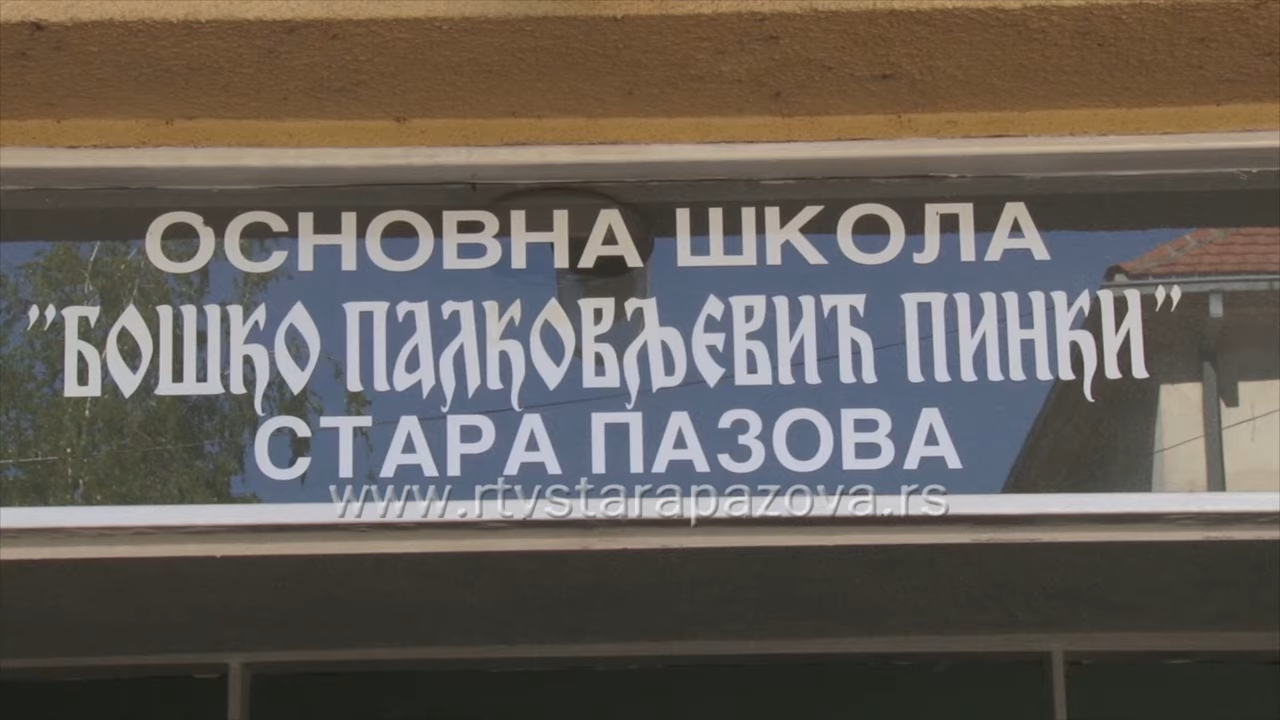 ОСНОВНА ШКОЛА
"БОШКО ПАЛКОВЉЕВИЋ ПИНКИ"
СТАРА ПАЗОВА
www.rtvstarapazova.rs